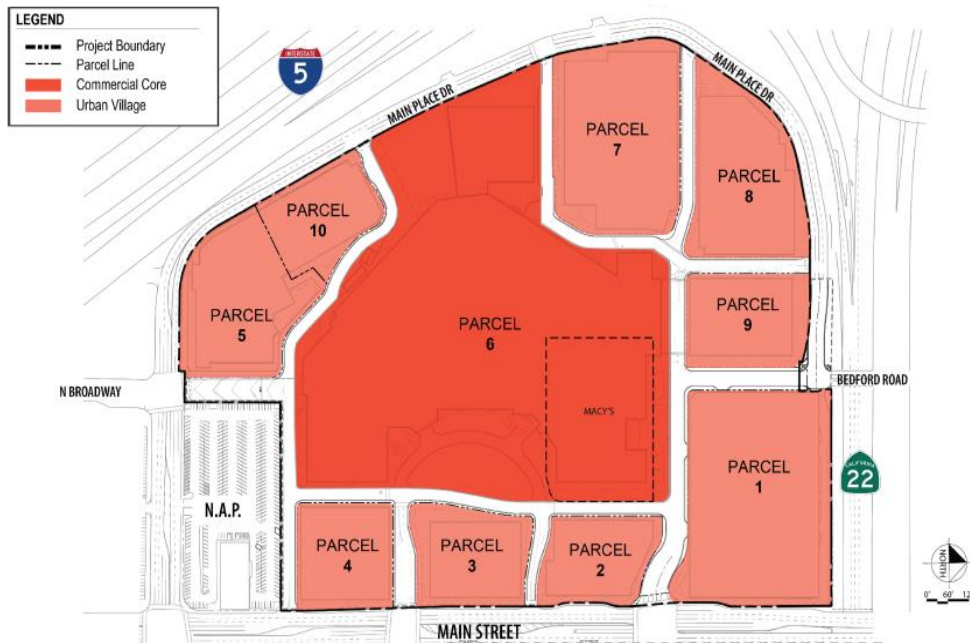 LEGEND
Project Boundary
Parcel Line
Commercial Core
Urban Village
INTERSTATE
5
MAIN PLACE DR
MAIN PLACE DR
PARCEL
7
PARCEL
8
PARCEL
10
PARCEL
5
PARCEL
6
PARCEL
9
N BROADWAY
BEDFORD ROAD
MACY'S
PARCEL
1
CALIFORNIA
22
N.A.P.
PARCEL
4
PARCEL
3
PARCEL
2
NORTH
0' 60' 12
MAIN STREET